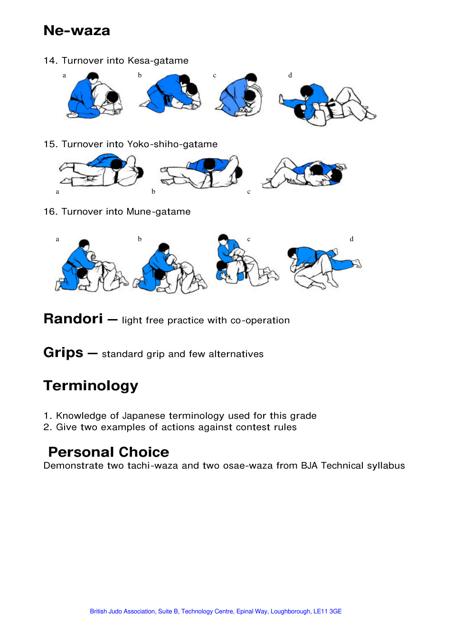 Ne-waza
14. Turnover into Kesa-gatame
a b c d
15. Turnover into Yoko-shiho-gatame
a b c
16. Turnover into Mune-gatame
a b c d
Randori — light free practice with co-operation
Grips — standard grip and few alternatives
Terminology
1. Knowledge of Japanese terminology used for this grade
2. Give two examples of actions against contest rules
Personal Choice
Demonstrate two tachi-waza and two osae-waza from BJA Technical syllabus
British Judo Association, Suite B, Technology Centre, Epinal Way, Loughborough, LE11 3GE